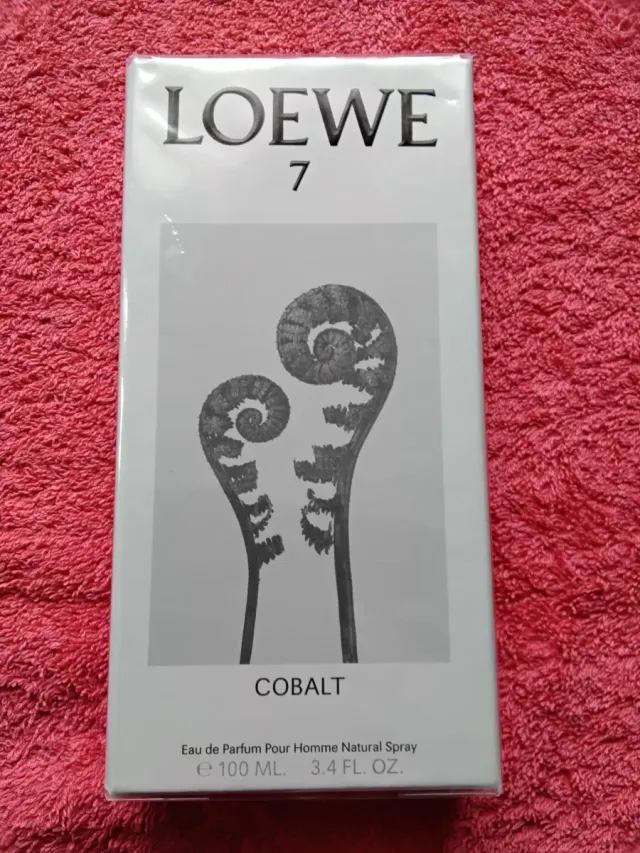 LOEWE
7
COBALT
Eau de Parfum Pour Homme Natural Spray
℮ 100 ML. 3.4 FL. OZ.